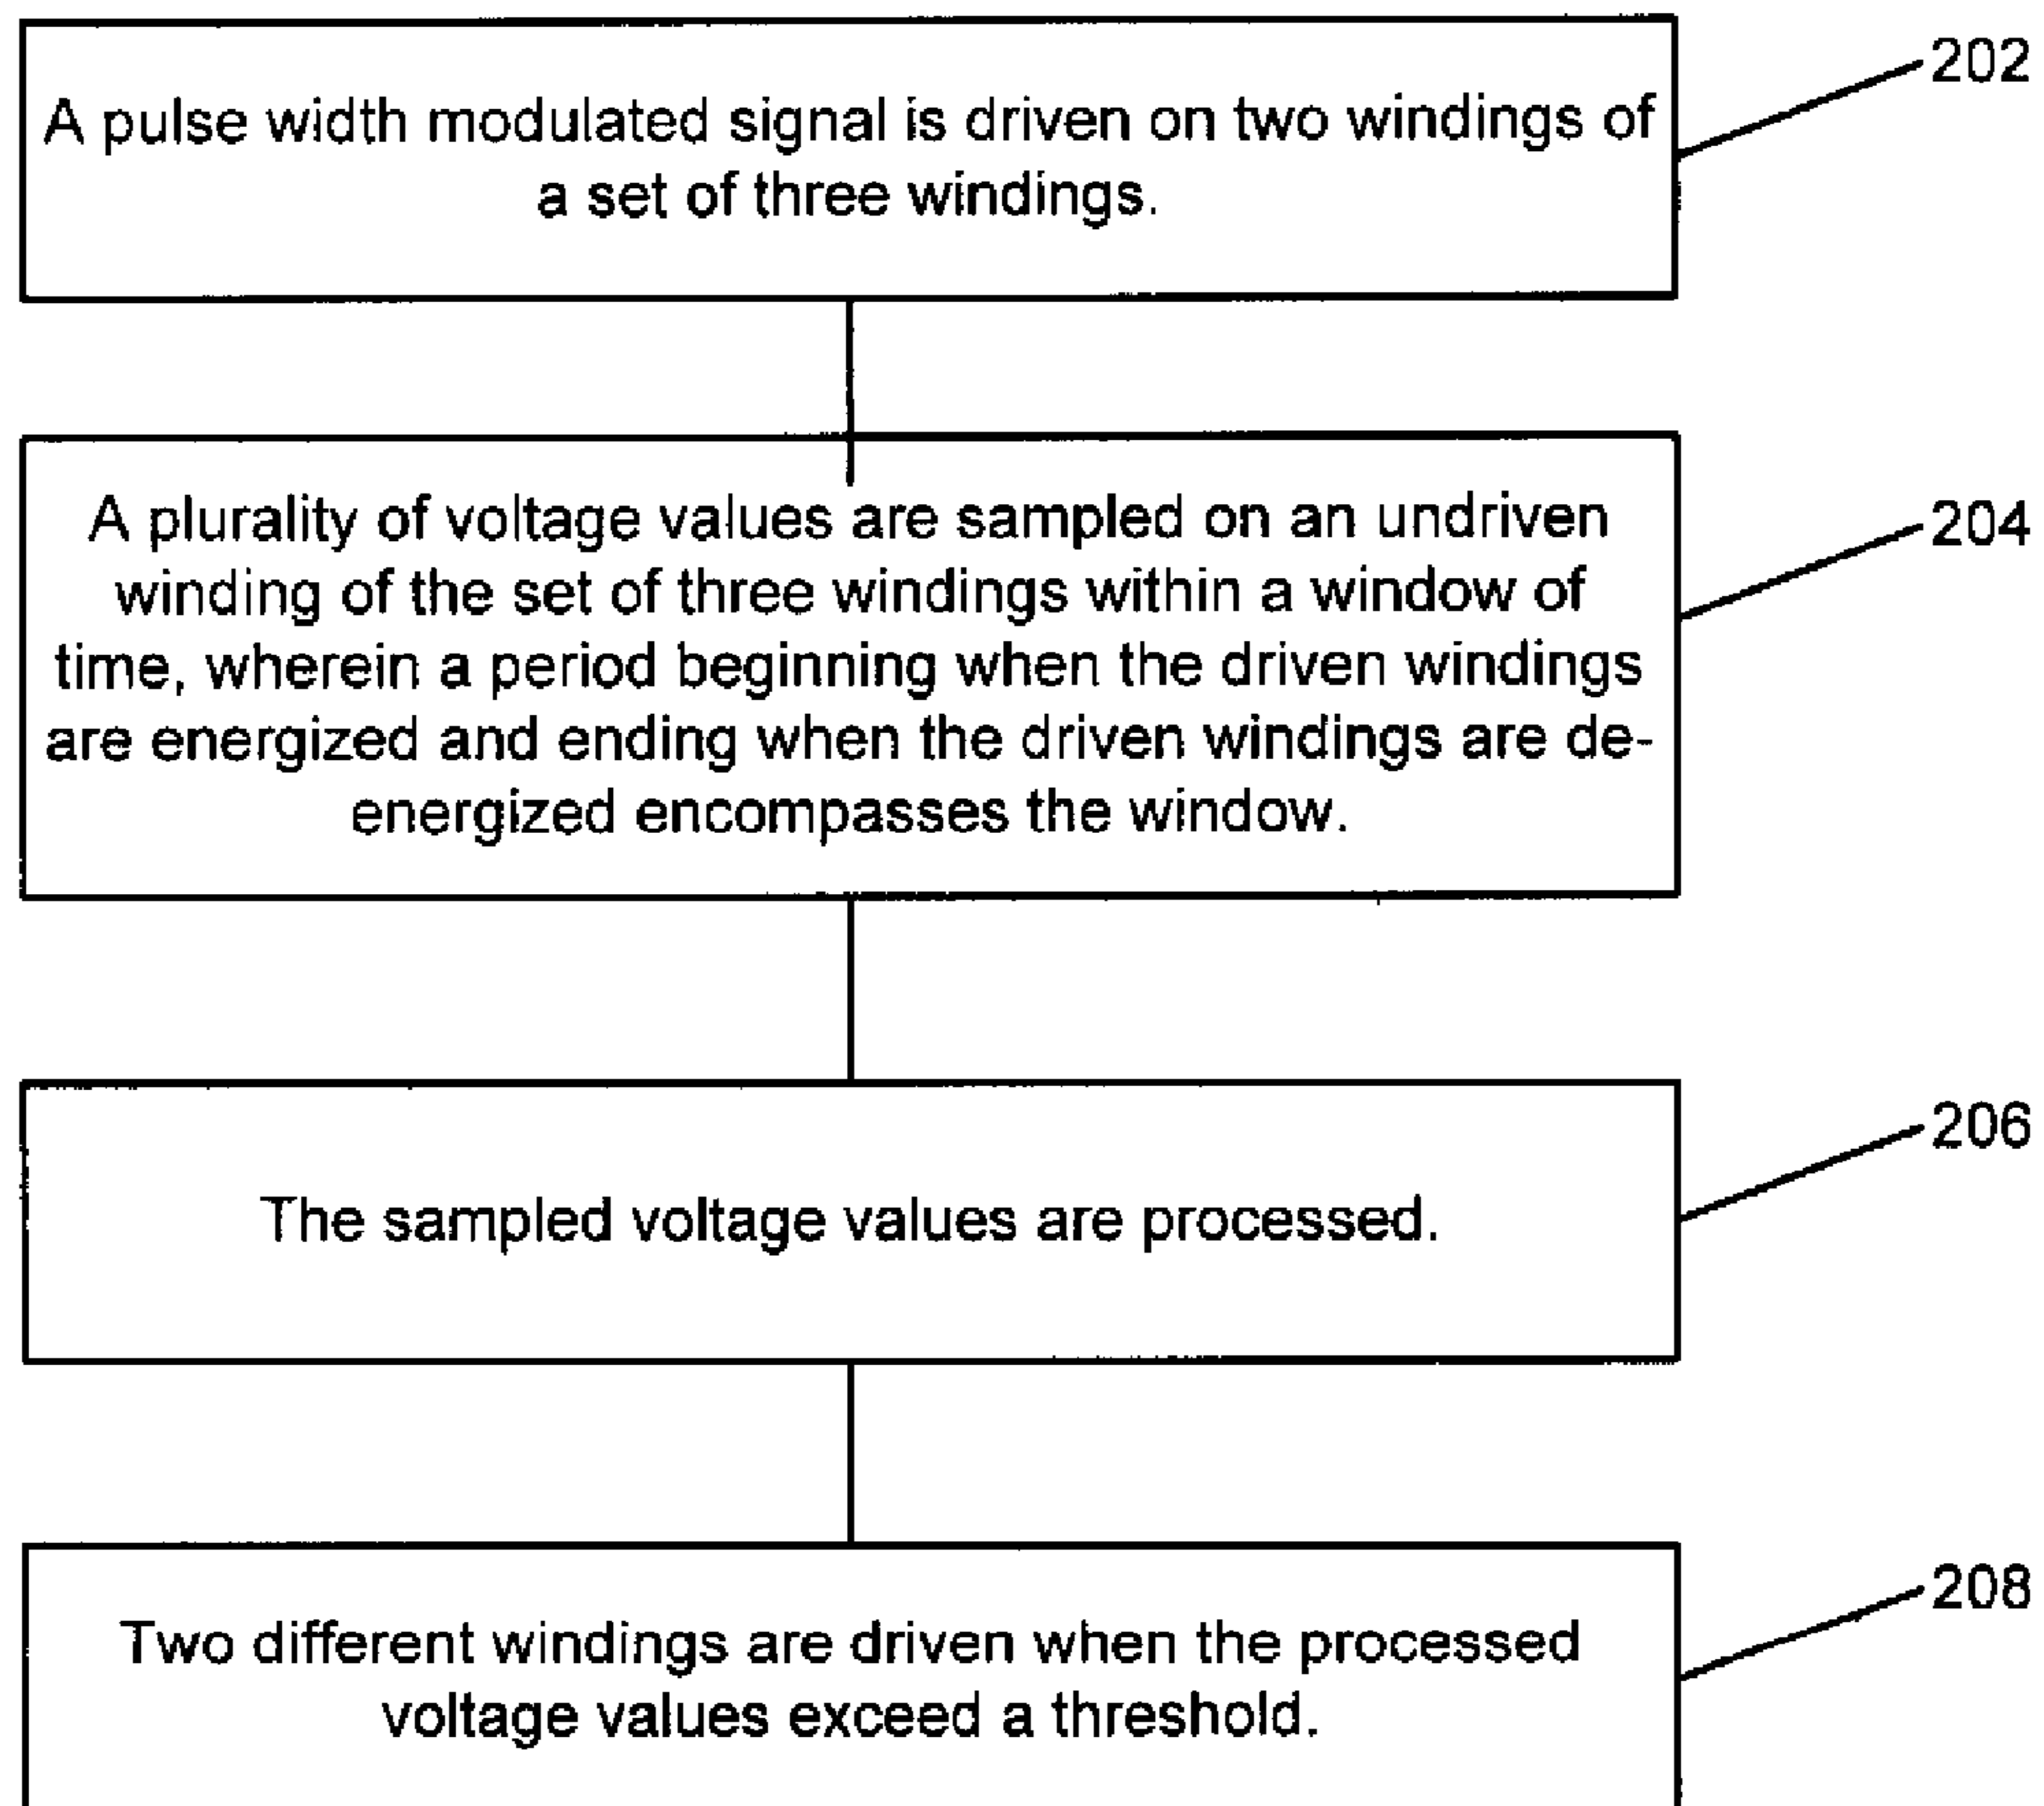 202
A pulse width modulated signal is driven on two windings of
a set of three windings.
204
A plurality of voltage values are sampled on an undriven
winding of the set of three windings within a window of
time, wherein a period beginning when the driven windings
are energized and ending when the driven windings are de-
energized encompasses the window.
206
The sampled voltage values are processed.
208
Two different windings are driven when the processed
voltage values exceed a threshold.